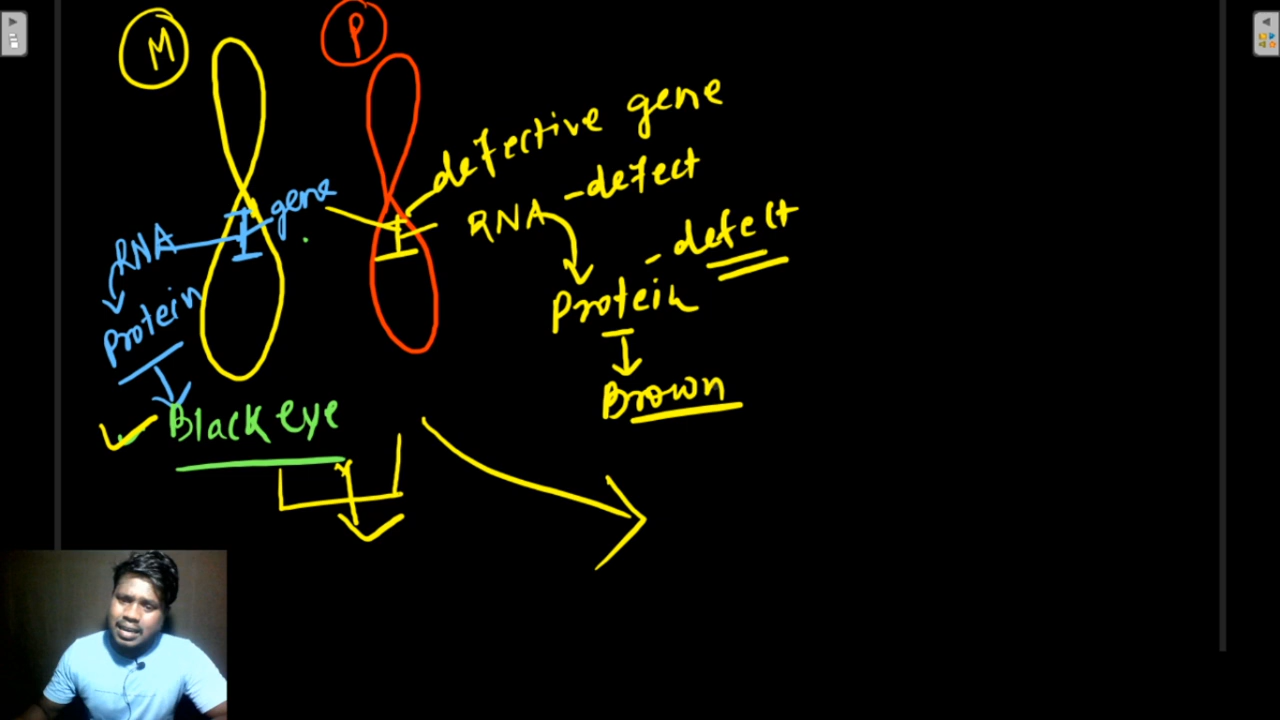 M
P
defective gene
gene
RNA - defect
RNA
Protein - defect
Protein
Brown
Black eye